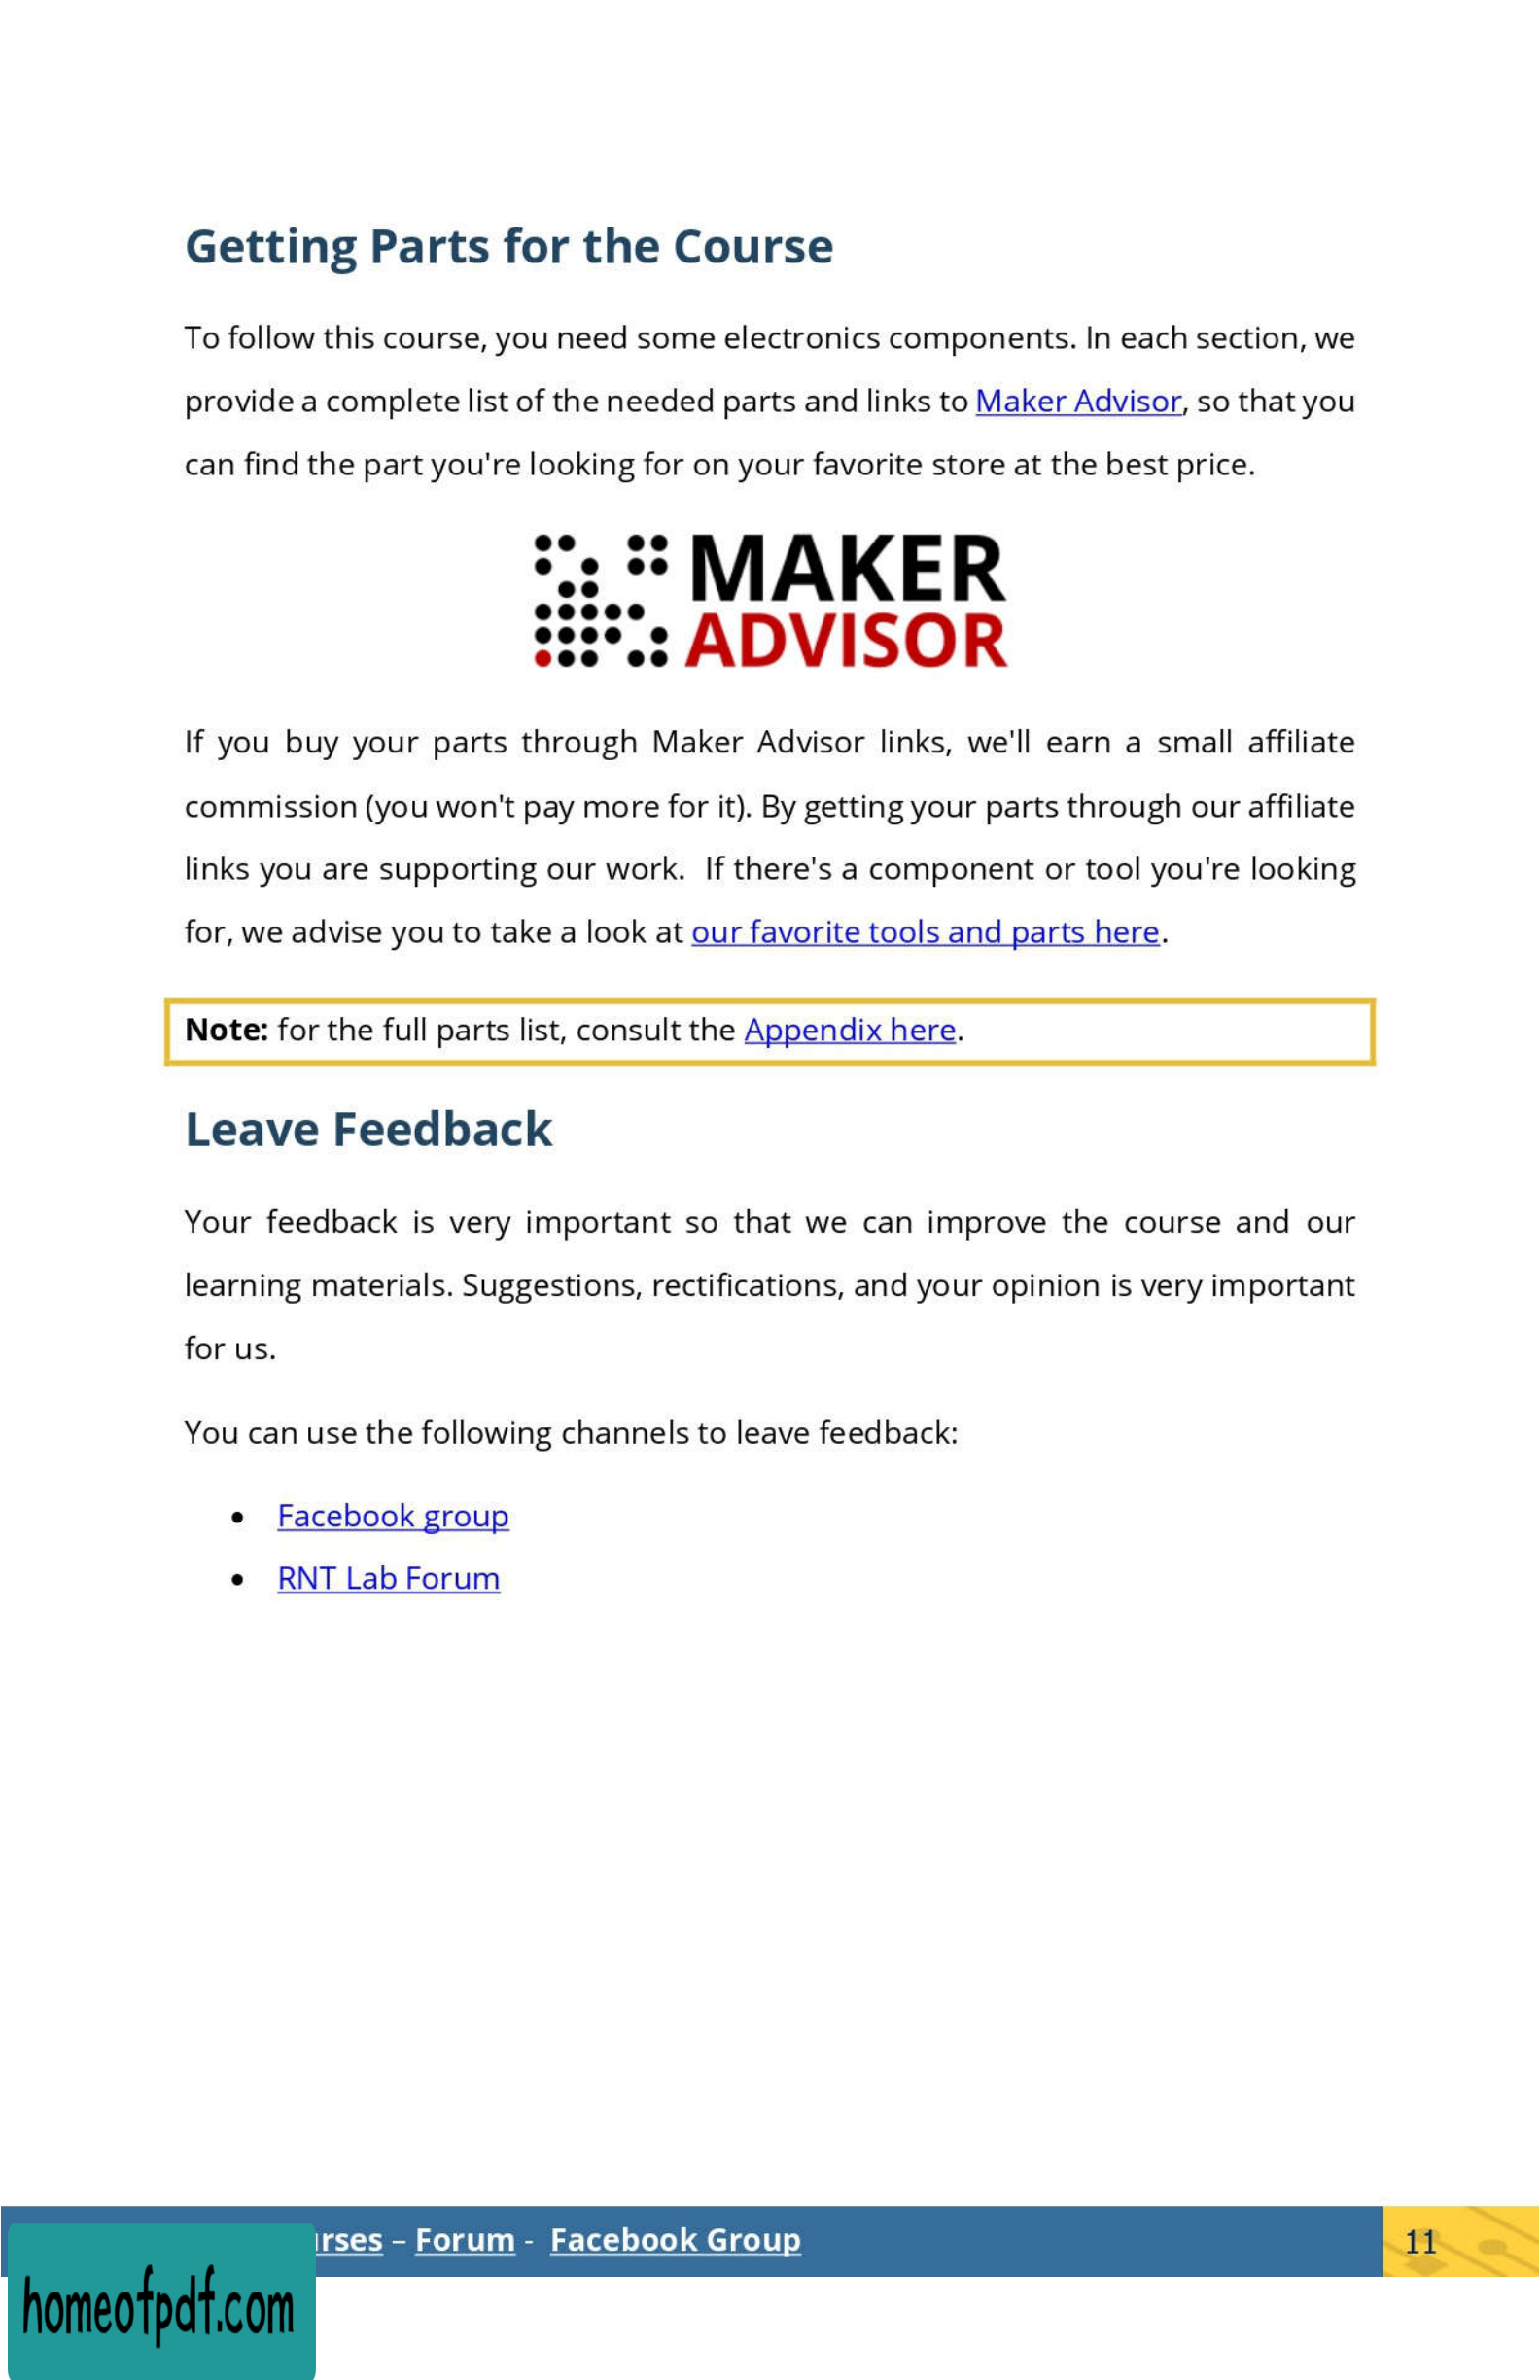 Getting Parts for the Course
To follow this course, you need some electronics components. In each section, we
provide a complete list of the needed parts and links to Maker Advisor, so that you
can find the part you're looking for on your favorite store at the best price.
MAKER
ADVISOR
If you buy your parts through Maker Advisor links, we'll earn a small affiliate
commission (you won't pay more for it). By getting your parts through our affiliate
links you are supporting our work.  If there's a component or tool you're looking
for, we advise you to take a look at our favorite tools and parts here.
Note: for the full parts list, consult the Appendix here.
Leave Feedback
Your feedback is very important so that we can improve the course and our
learning materials. Suggestions, rectifications, and your opinion is very important
for us.
You can use the following channels to leave feedback:
• Facebook group
• RNT Lab Forum
rses – Forum -  Facebook Group
11
homeofpdf.com